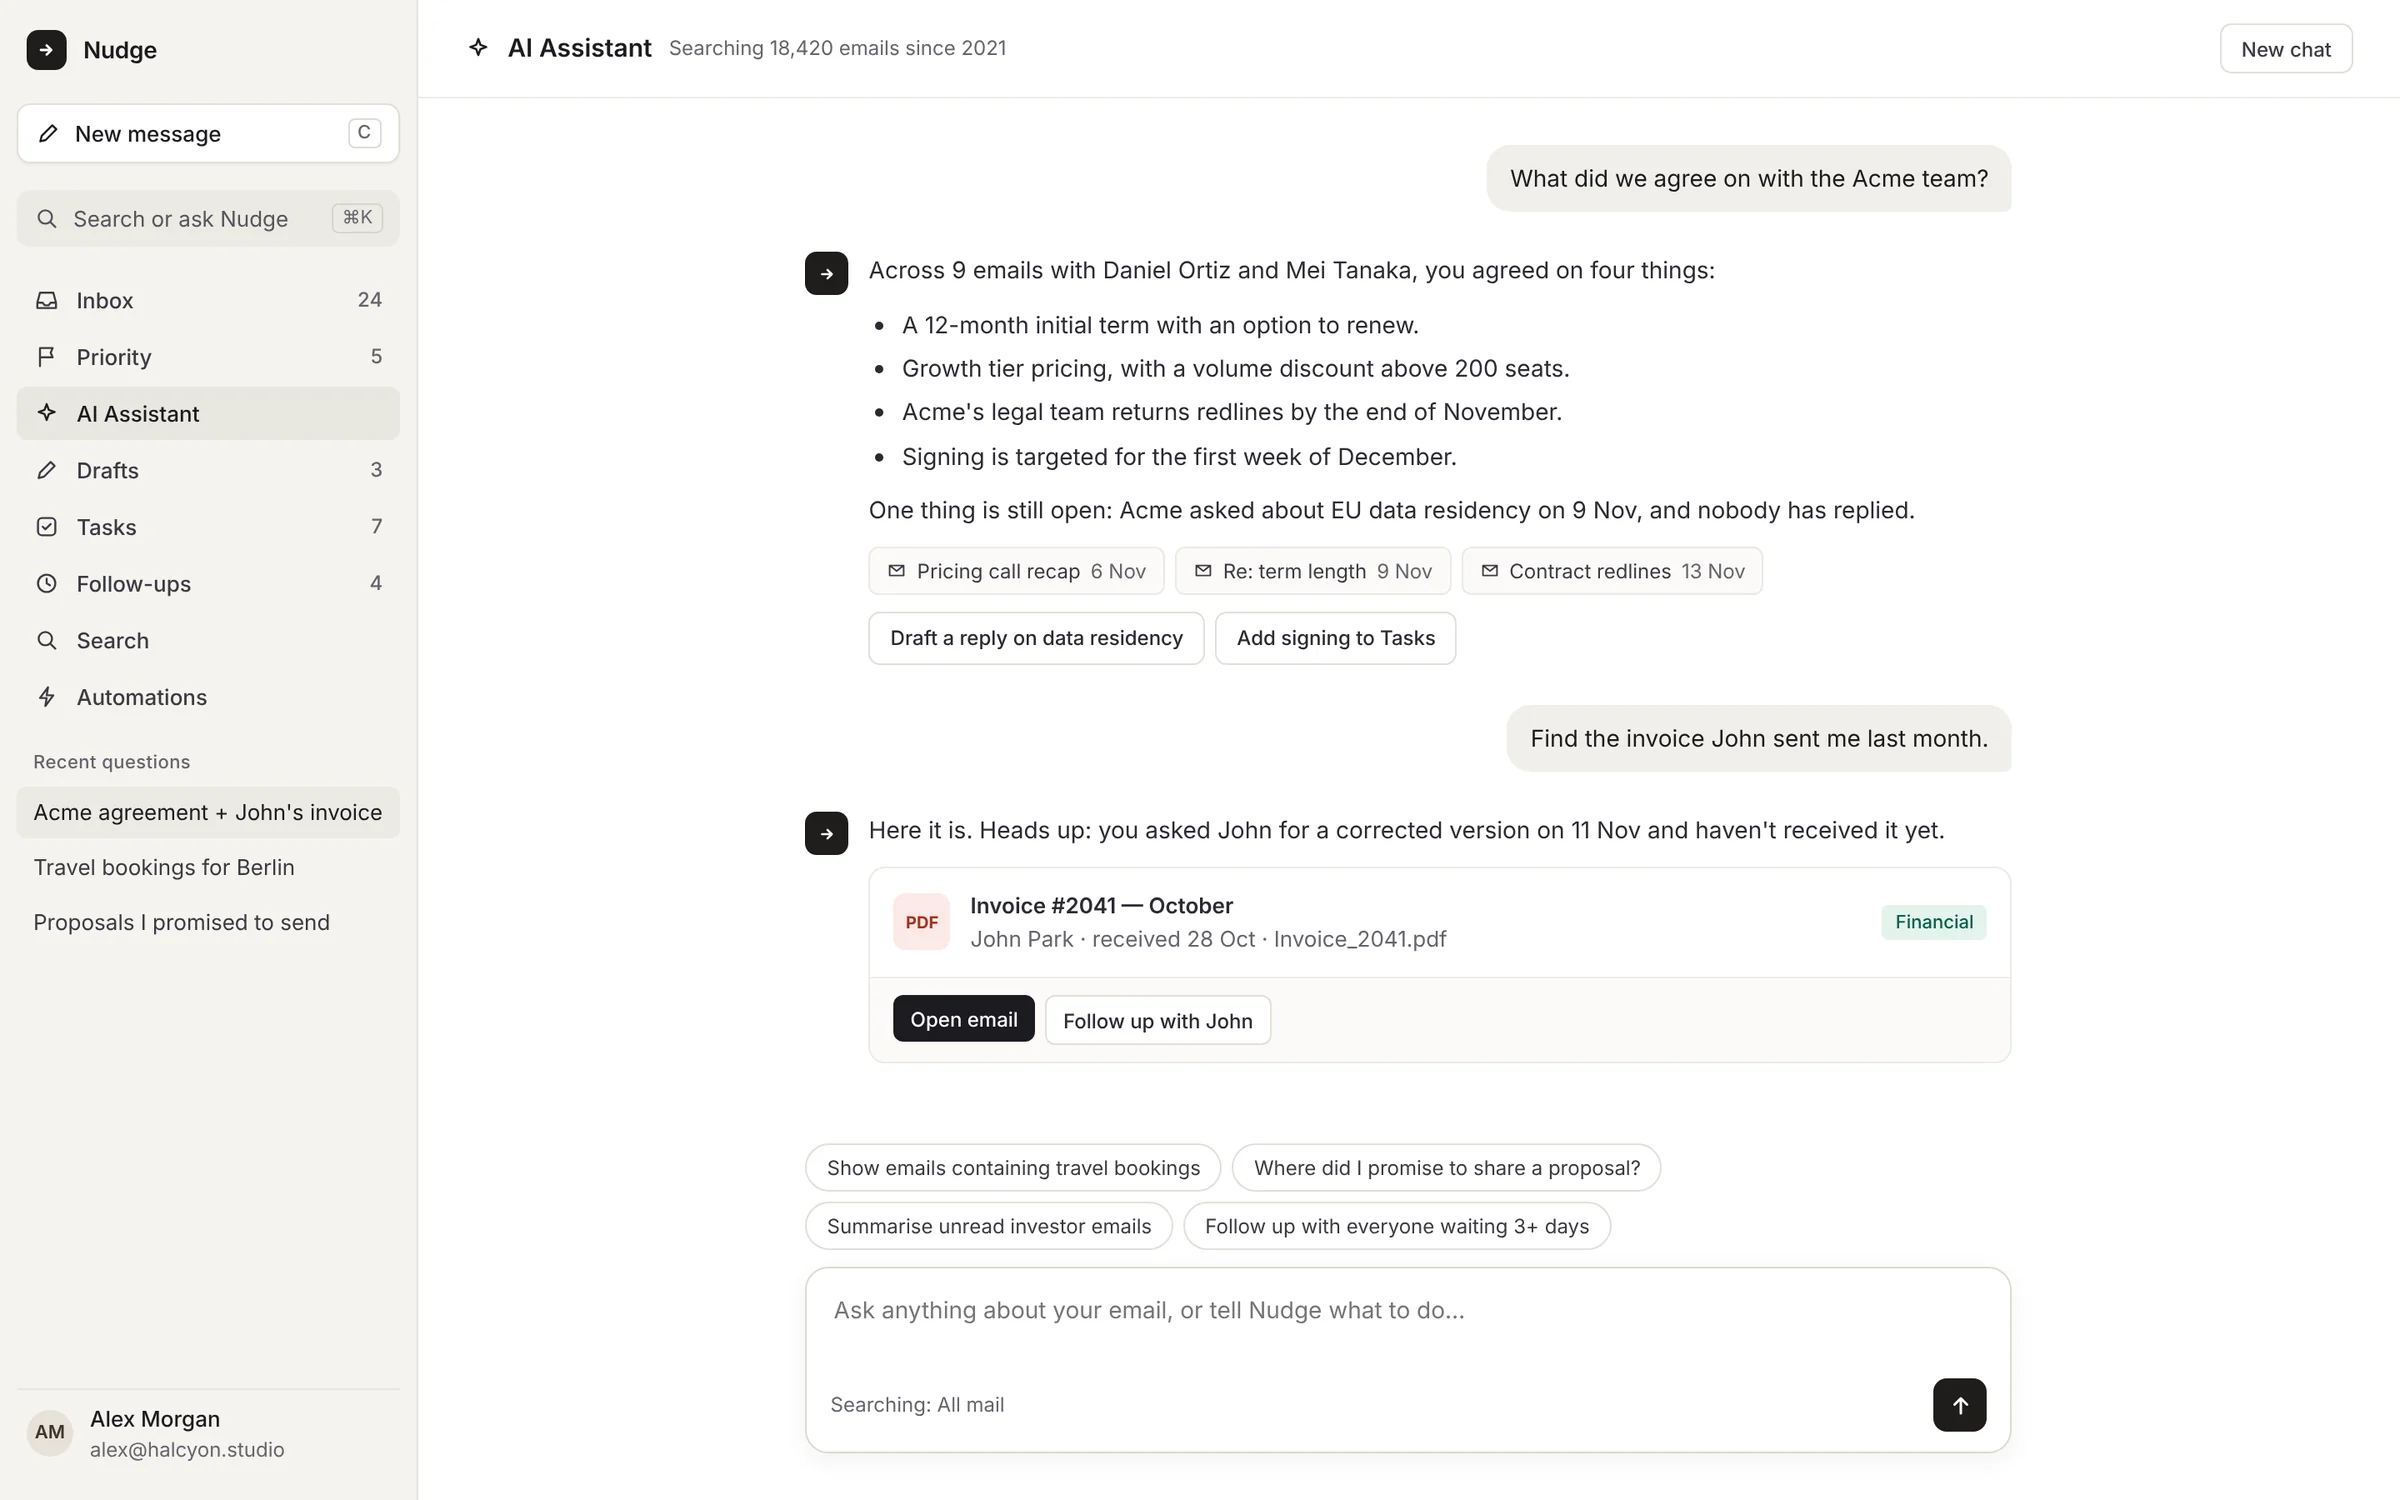 Nudge
New message C
Search or ask Nudge ⌘K
Inbox 24
Priority 5
AI Assistant
Drafts 3
Tasks 7
Follow-ups 4
Search
Automations
Recent questions
Acme agreement + John's invoice
Travel bookings for Berlin
Proposals I promised to send
AM
Alex Morgan
alex@halcyon.studio
AI Assistant Searching 18,420 emails since 2021
New chat
What did we agree on with the Acme team?
Across 9 emails with Daniel Ortiz and Mei Tanaka, you agreed on four things:
• A 12-month initial term with an option to renew.
• Growth tier pricing, with a volume discount above 200 seats.
• Acme's legal team returns redlines by the end of November.
• Signing is targeted for the first week of December.
One thing is still open: Acme asked about EU data residency on 9 Nov, and nobody has replied.
Pricing call recap 6 Nov Re: term length 9 Nov Contract redlines 13 Nov
Draft a reply on data residency Add signing to Tasks
Find the invoice John sent me last month.
Here it is. Heads up: you asked John for a corrected version on 11 Nov and haven't received it yet.
PDF
Invoice #2041 — October
John Park · received 28 Oct · Invoice_2041.pdf
Financial
Open email Follow up with John
Show emails containing travel bookings Where did I promise to share a proposal?
Summarise unread investor emails Follow up with everyone waiting 3+ days
Ask anything about your email, or tell Nudge what to do...
Searching: All mail